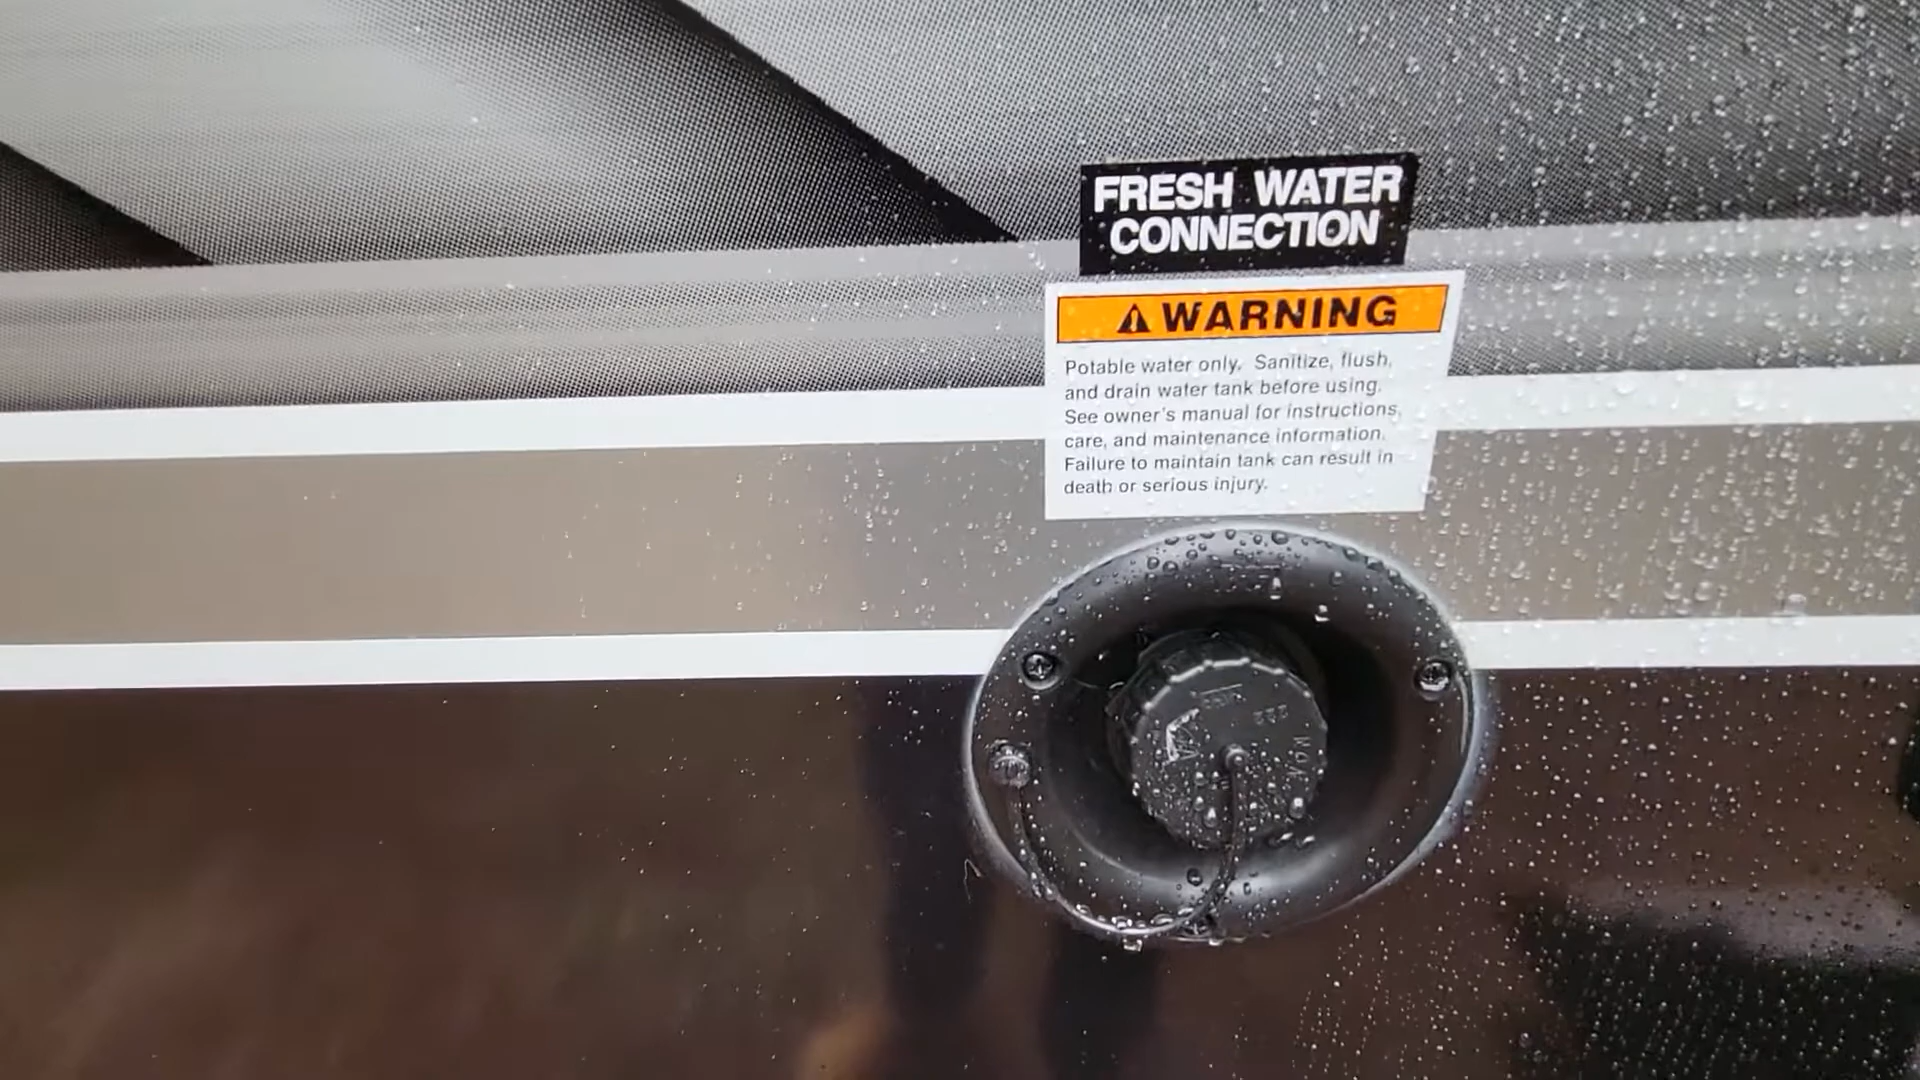 FRESH WATER
CONNECTION
⚠WARNING
Potable water only. Sanitize, flush,
and drain water tank before using.
See owner's manual for instructions,
care, and maintenance information.
Failure to maintain tank can result in
death or serious injury.